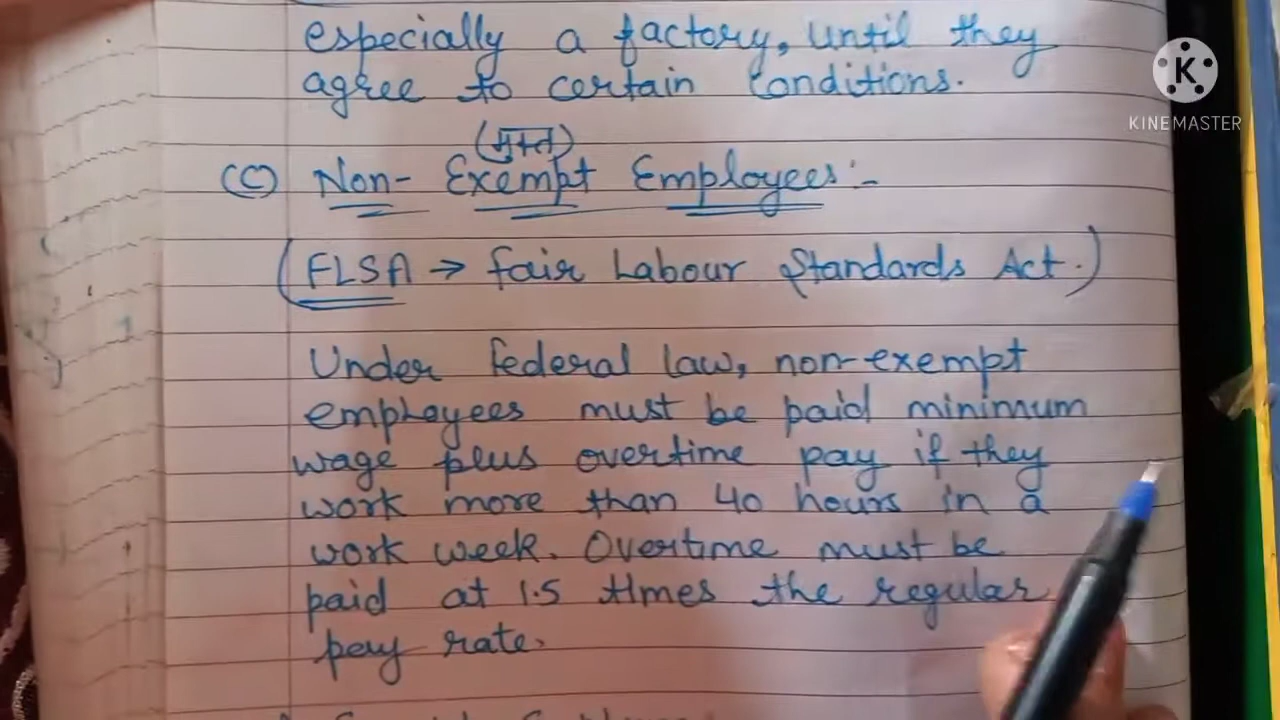 especially a factory, until they
agree to certain conditions.
(मुक्त)
(C) Non-Exempt Employees:-
(FLSA → Fair Labour Standards Act.)
Under federal law, non-exempt
employees must be paid minimum
wage plus overtime pay if they
work more than 40 hours in a
work week. Overtime must be
paid at 1.5 times the regular
pay rate.
KINEMASTER